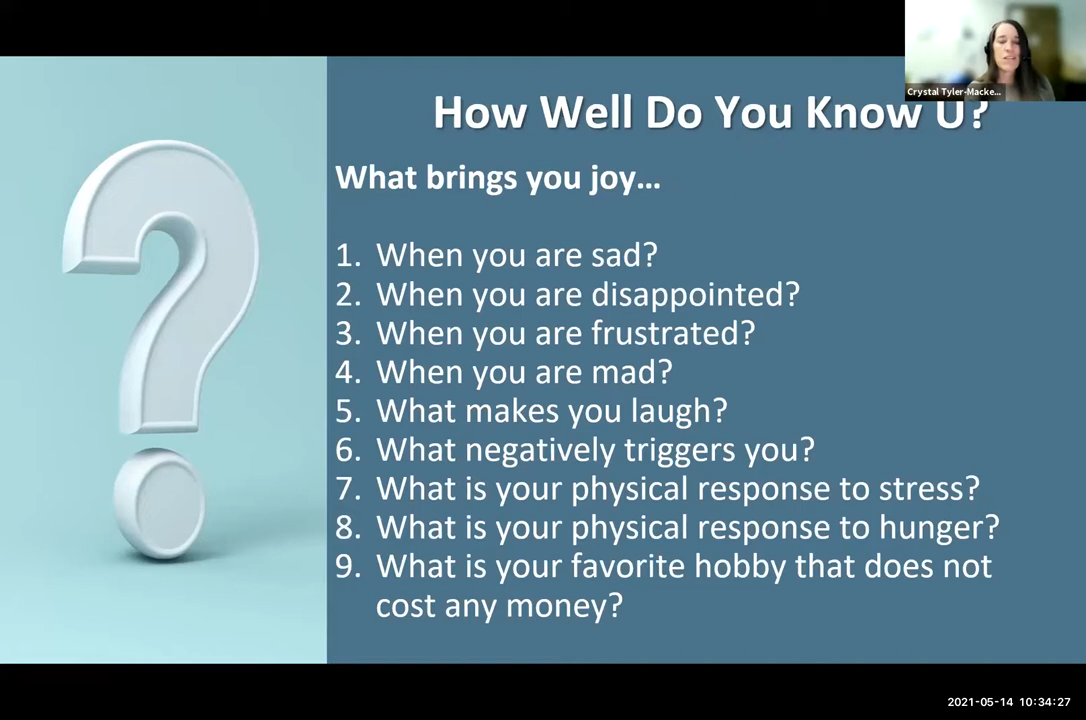 Crystal Tyler-Macke...
How Well Do You Know U?
What brings you joy...
1. When you are sad?
2. When you are disappointed?
3. When you are frustrated?
4. When you are mad?
5. What makes you laugh?
6. What negatively triggers you?
7. What is your physical response to stress?
8. What is your physical response to hunger?
9. What is your favorite hobby that does not
cost any money?
2021-05-14 10:34:27